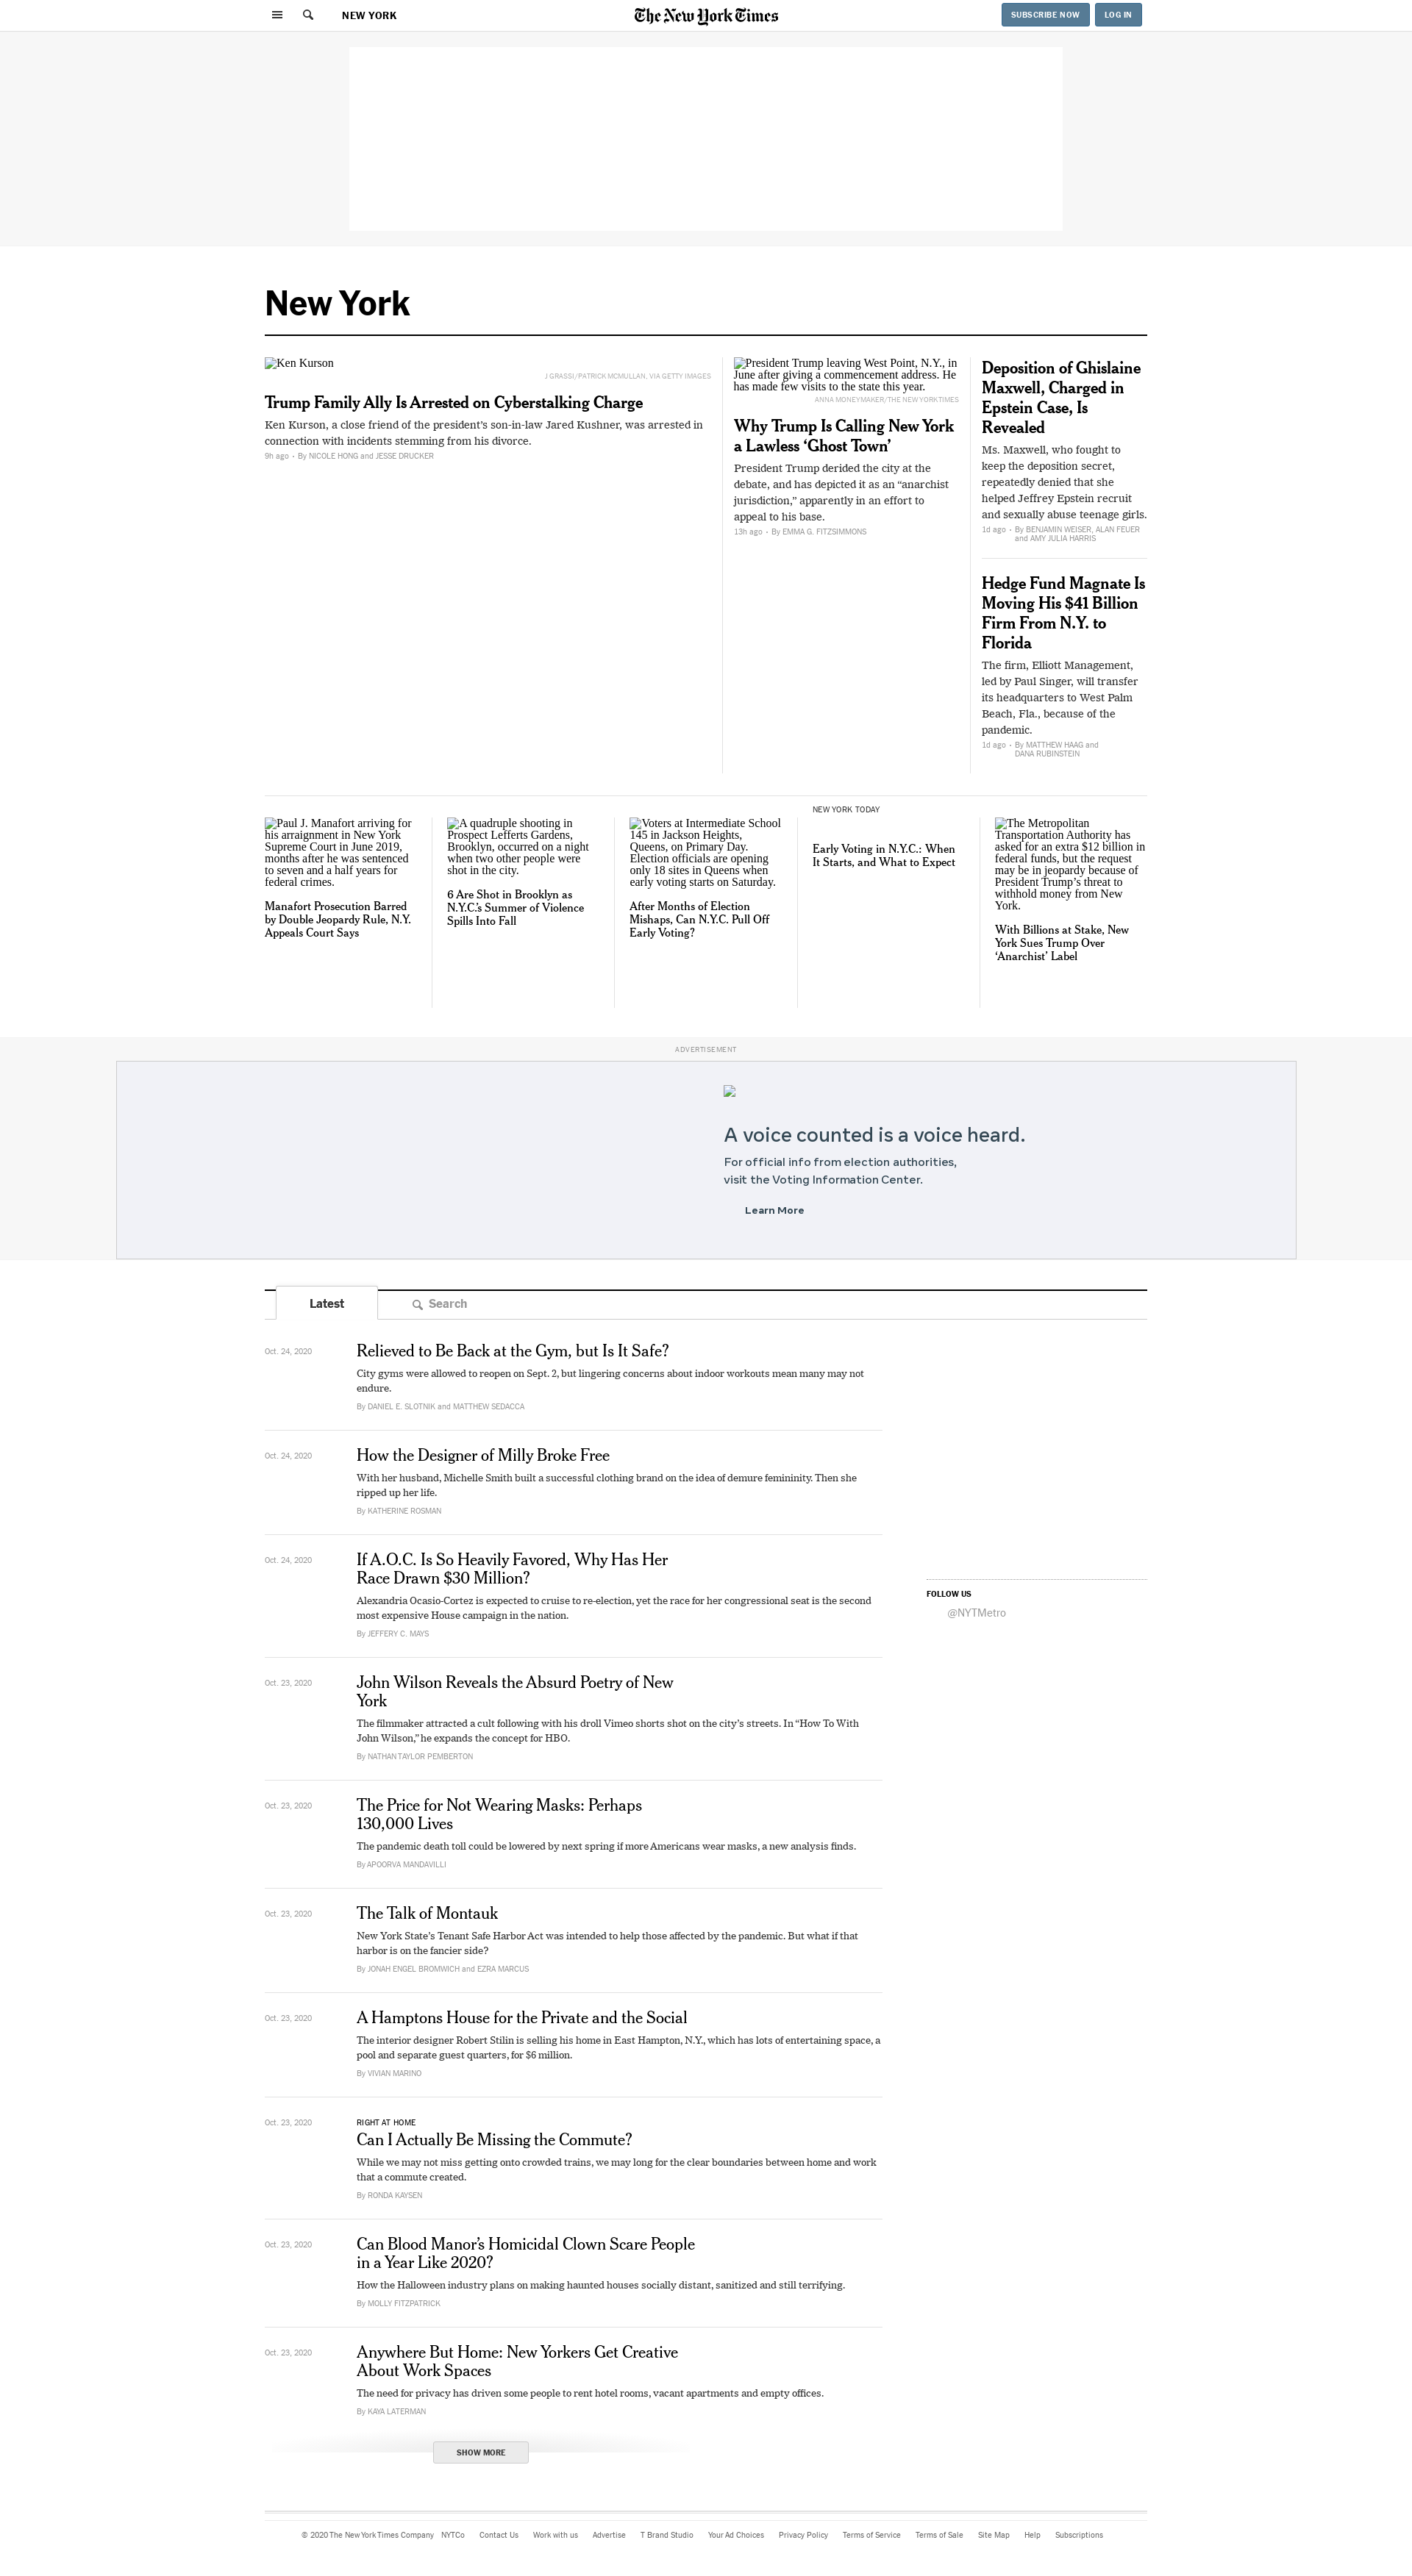 NEW YORK
The New York Times
SUBSCRIBE NOW
LOG IN
New York
Ken Kurson
J GRASSI/PATRICK MCMULLAN, VIA GETTY IMAGES
Trump Family Ally Is Arrested on Cyberstalking Charge
Ken Kurson, a close friend of the president’s son-in-law Jared Kushner, was arrested in
connection with incidents stemming from his divorce.
9h ago • By NICOLE HONG and JESSE DRUCKER
President Trump leaving West Point, N.Y., in
June after giving a commencement address. He
has made few visits to the state this year.
ANNA MONEYMAKER/THE NEW YORK TIMES
Why Trump Is Calling New York
a Lawless ‘Ghost Town’
President Trump derided the city at the
debate, and has depicted it as an “anarchist
jurisdiction,” apparently in an effort to
appeal to his base.
13h ago • By EMMA G. FITZSIMMONS
Deposition of Ghislaine
Maxwell, Charged in
Epstein Case, Is
Revealed
Ms. Maxwell, who fought to
keep the deposition secret,
repeatedly denied that she
helped Jeffrey Epstein recruit
and sexually abuse teenage girls.
1d ago • By BENJAMIN WEISER, ALAN FEUER
and AMY JULIA HARRIS
Hedge Fund Magnate Is
Moving His $41 Billion
Firm From N.Y. to
Florida
The firm, Elliott Management,
led by Paul Singer, will transfer
its headquarters to West Palm
Beach, Fla., because of the
pandemic.
1d ago • By MATTHEW HAAG and
DANA RUBINSTEIN
Paul J. Manafort arriving for
his arraignment in New York
Supreme Court in June 2019,
months after he was sentenced
to seven and a half years for
federal crimes.
Manafort Prosecution Barred
by Double Jeopardy Rule, N.Y.
Appeals Court Says
A quadruple shooting in
Prospect Lefferts Gardens,
Brooklyn, occurred on a night
when two other people were
shot in the city.
6 Are Shot in Brooklyn as
N.Y.C.’s Summer of Violence
Spills Into Fall
Voters at Intermediate School
145 in Jackson Heights,
Queens, on Primary Day.
Election officials are opening
only 18 sites in Queens when
early voting starts on Saturday.
After Months of Election
Mishaps, Can N.Y.C. Pull Off
Early Voting?
NEW YORK TODAY
Early Voting in N.Y.C.: When
It Starts, and What to Expect
The Metropolitan
Transportation Authority has
asked for an extra $12 billion in
federal funds, but the request
may be in jeopardy because of
President Trump’s threat to
withhold money from New
York.
With Billions at Stake, New
York Sues Trump Over
‘Anarchist’ Label
ADVERTISEMENT
A voice counted is a voice heard.
For official info from election authorities,
visit the Voting Information Center.
Learn More
Latest
Search
Oct. 24, 2020
Relieved to Be Back at the Gym, but Is It Safe?
City gyms were allowed to reopen on Sept. 2, but lingering concerns about indoor workouts mean many may not
endure.
By DANIEL E. SLOTNIK and MATTHEW SEDACCA
Oct. 24, 2020
How the Designer of Milly Broke Free
With her husband, Michelle Smith built a successful clothing brand on the idea of demure femininity. Then she
ripped up her life.
By KATHERINE ROSMAN
Oct. 24, 2020
If A.O.C. Is So Heavily Favored, Why Has Her
Race Drawn $30 Million?
Alexandria Ocasio-Cortez is expected to cruise to re-election, yet the race for her congressional seat is the second
most expensive House campaign in the nation.
By JEFFERY C. MAYS
FOLLOW US
@NYTMetro
Oct. 23, 2020
John Wilson Reveals the Absurd Poetry of New
York
The filmmaker attracted a cult following with his droll Vimeo shorts shot on the city’s streets. In “How To With
John Wilson,” he expands the concept for HBO.
By NATHAN TAYLOR PEMBERTON
Oct. 23, 2020
The Price for Not Wearing Masks: Perhaps
130,000 Lives
The pandemic death toll could be lowered by next spring if more Americans wear masks, a new analysis finds.
By APOORVA MANDAVILLI
Oct. 23, 2020
The Talk of Montauk
New York State’s Tenant Safe Harbor Act was intended to help those affected by the pandemic. But what if that
harbor is on the fancier side?
By JONAH ENGEL BROMWICH and EZRA MARCUS
Oct. 23, 2020
A Hamptons House for the Private and the Social
The interior designer Robert Stilin is selling his home in East Hampton, N.Y., which has lots of entertaining space, a
pool and separate guest quarters, for $6 million.
By VIVIAN MARINO
Oct. 23, 2020
RIGHT AT HOME
Can I Actually Be Missing the Commute?
While we may not miss getting onto crowded trains, we may long for the clear boundaries between home and work
that a commute created.
By RONDA KAYSEN
Oct. 23, 2020
Can Blood Manor’s Homicidal Clown Scare People
in a Year Like 2020?
How the Halloween industry plans on making haunted houses socially distant, sanitized and still terrifying.
By MOLLY FITZPATRICK
Oct. 23, 2020
Anywhere But Home: New Yorkers Get Creative
About Work Spaces
The need for privacy has driven some people to rent hotel rooms, vacant apartments and empty offices.
By KAYA LATERMAN
SHOW MORE
© 2020 The New York Times Company NYTCo Contact Us Work with us Advertise T Brand Studio Your Ad Choices Privacy Policy Terms of Service Terms of Sale Site Map Help Subscriptions